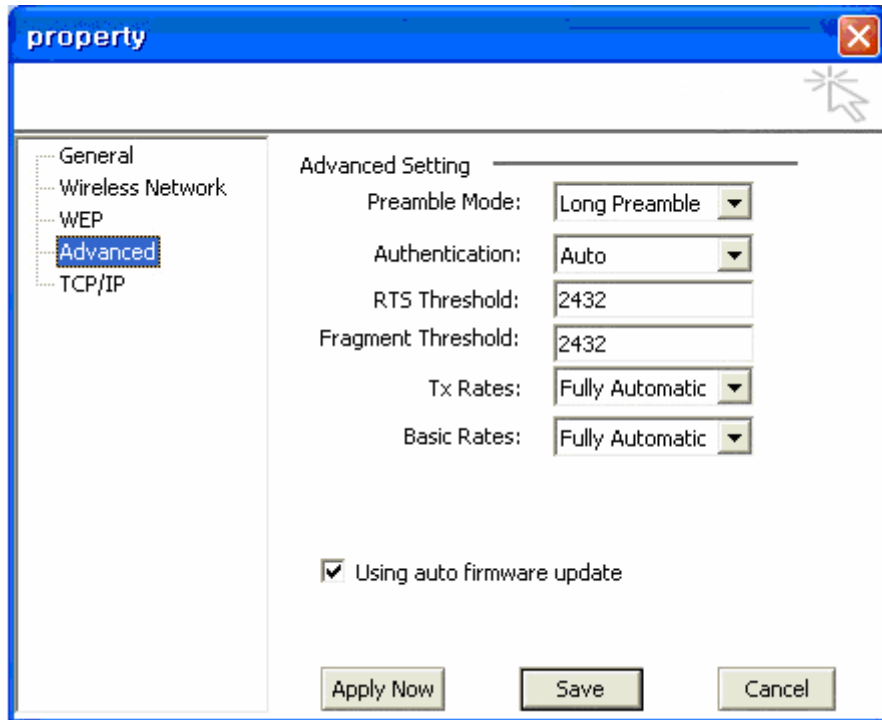 property
General
Wireless Network
WEP
Advanced
TCP/IP
Advanced Setting
Preamble Mode: Long Preamble
Authentication: Auto
RTS Threshold: 2432
Fragment Threshold: 2432
Tx Rates: Fully Automatic
Basic Rates: Fully Automatic
Using auto firmware update
Apply Now Save Cancel